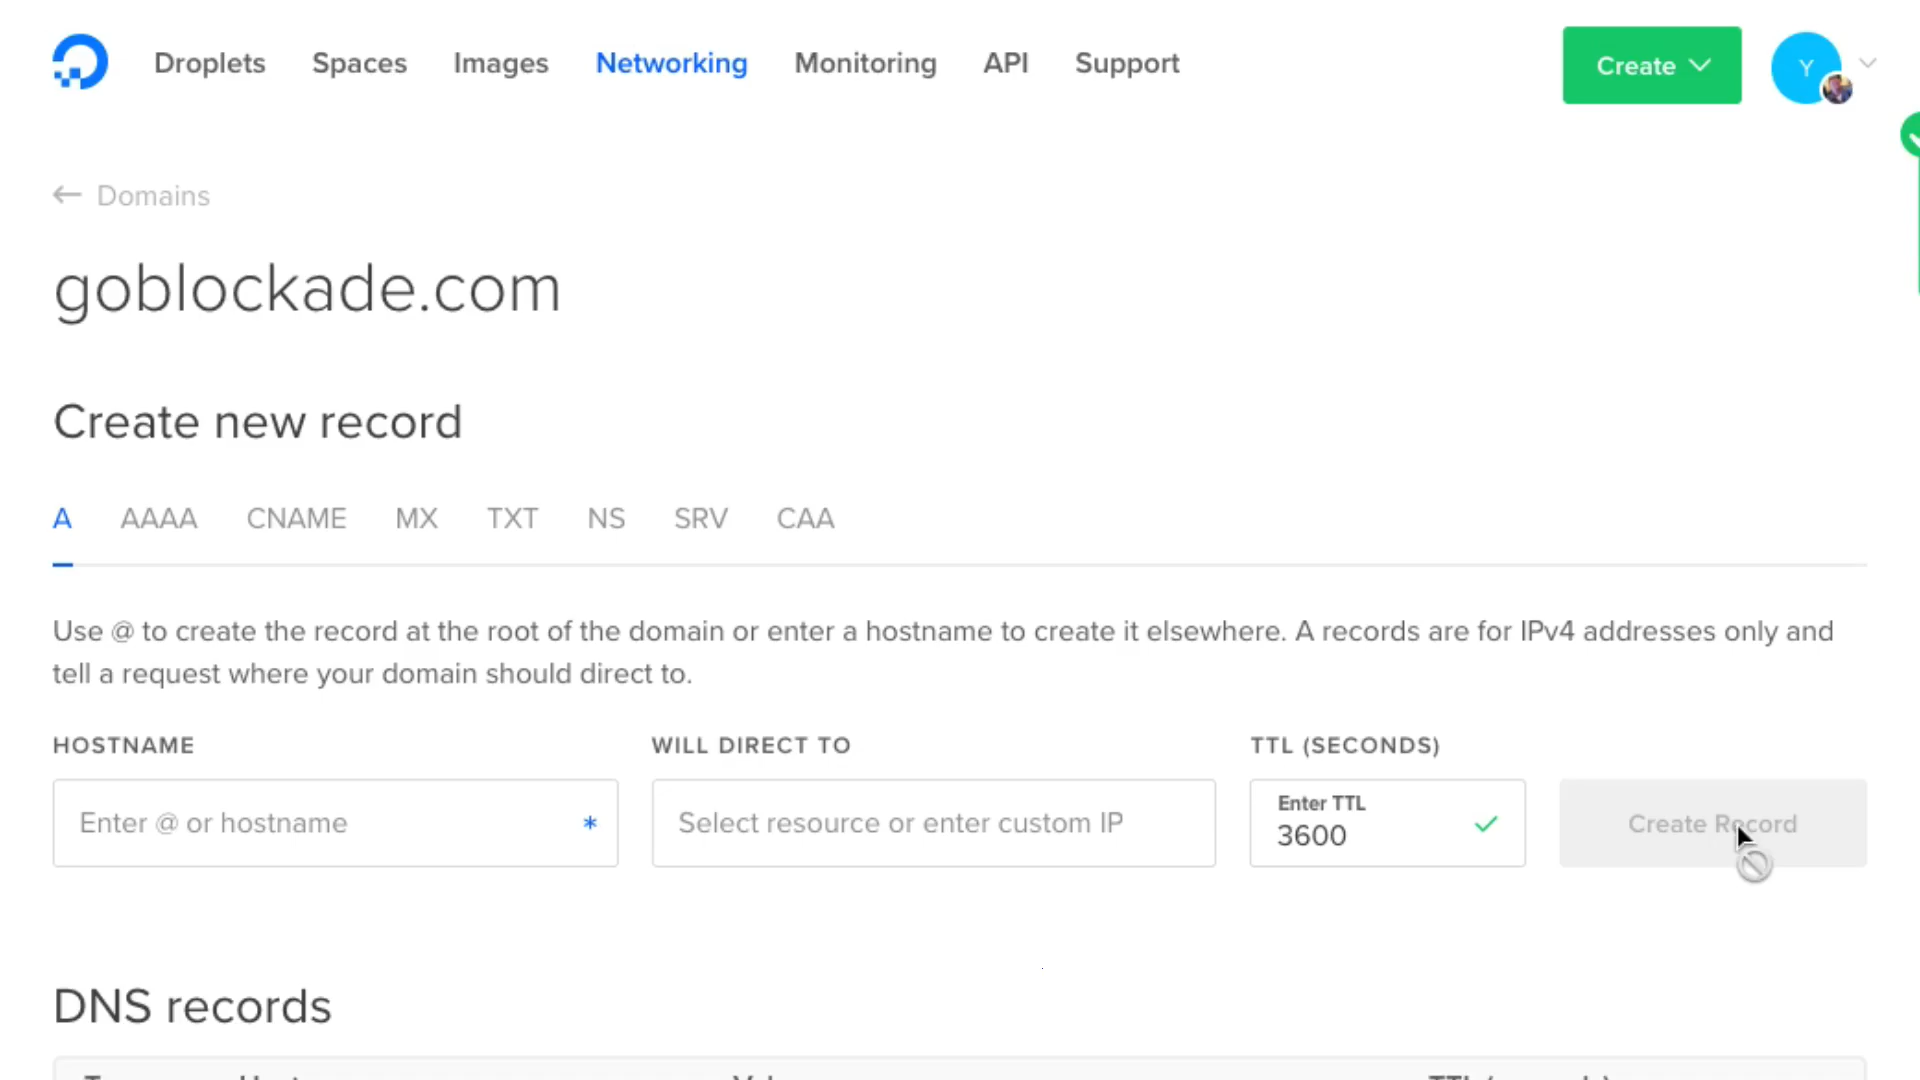 Droplets Spaces Images Networking Monitoring API Support Create Y
← Domains
goblockade.com
Create new record
A AAAA CNAME MX TXT NS SRV CAA
Use @ to create the record at the root of the domain or enter a hostname to create it elsewhere. A records are for IPv4 addresses only and
tell a request where your domain should direct to.
HOSTNAME WILL DIRECT TO TTL (SECONDS)
Enter TTL
Enter @ or hostname * Select resource or enter custom IP 3600 Create Record
DNS records